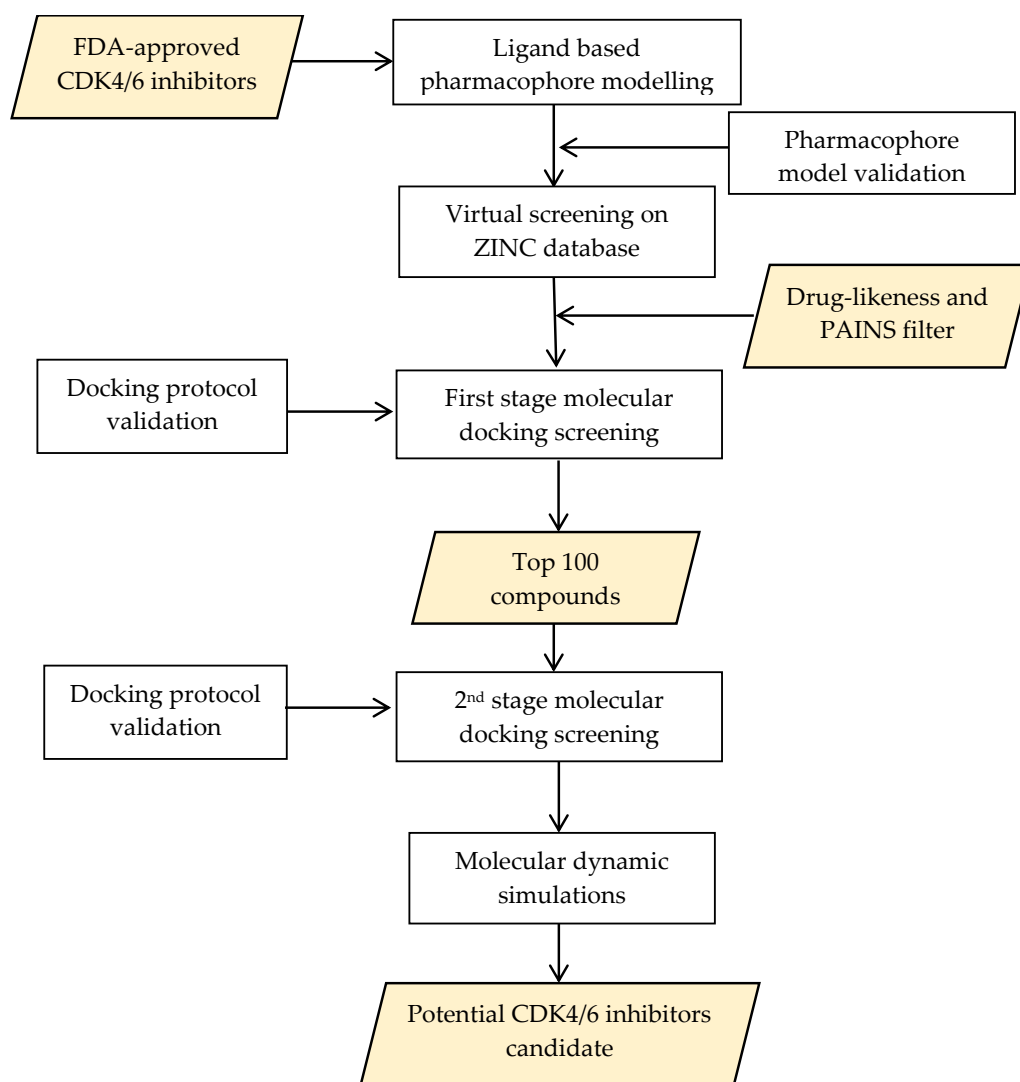 FDA-approved
CDK4/6 inhibitors
Ligand based
pharmacophore modelling
Pharmacophore
model validation
Virtual screening on
ZINC database
Drug-likeness and
PAINS filter
Docking protocol
validation
First stage molecular
docking screening
Top 100
compounds
Docking protocol
validation
2nd stage molecular
docking screening
Molecular dynamic
simulations
Potential CDK4/6 inhibitors
candidate